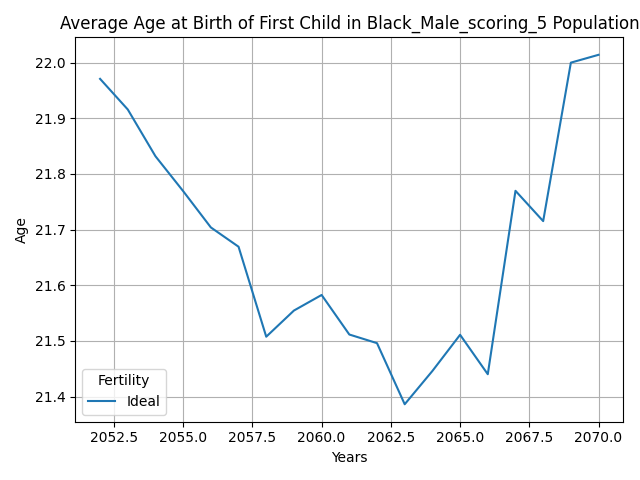 Average Age at Birth of First Child in Black_Male_scoring_5 Population
22.0
21.9
21.8
21.7
21.6
21.5
21.4
Age
Fertility
Ideal
2052.5 2055.0 2057.5 2060.0 2062.5 2065.0 2067.5 2070.0
Years